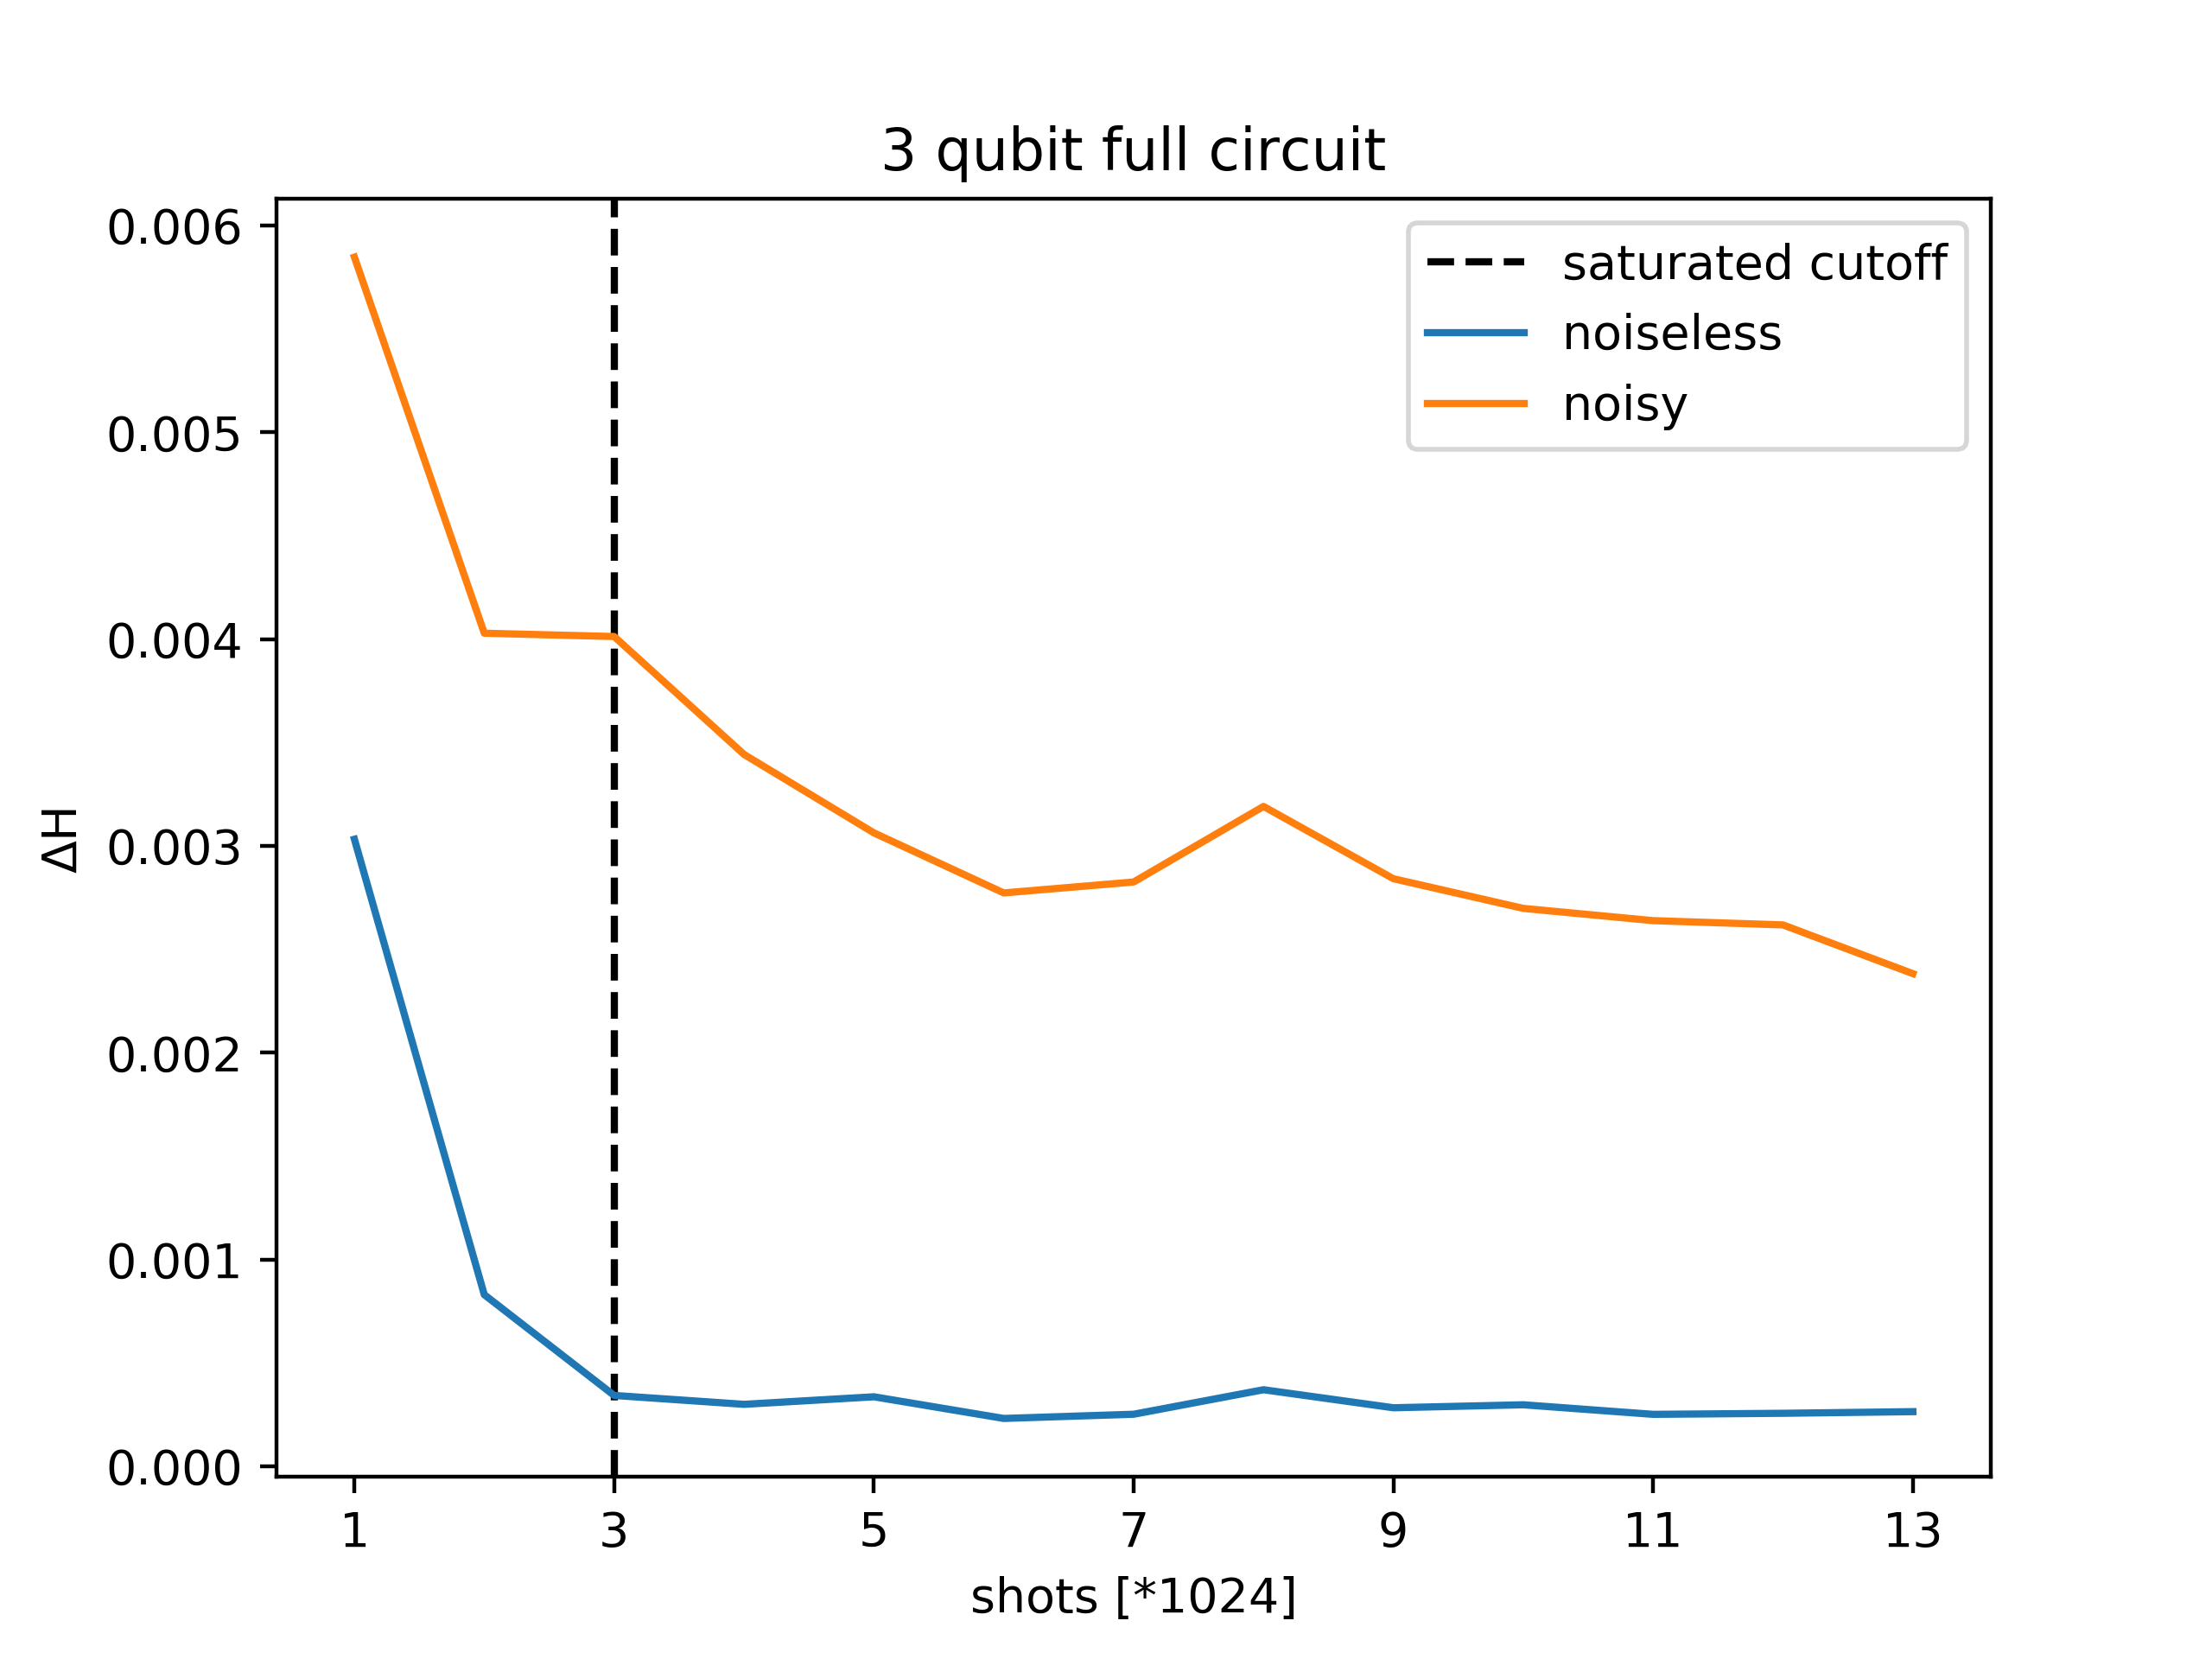 3 qubit full circuit
0.006
0.005
0.004
0.003
0.002
0.001
0.000
ΔH
saturated cutoff
noiseless
noisy
1 3 5 7 9 11 13
shots [*1024]